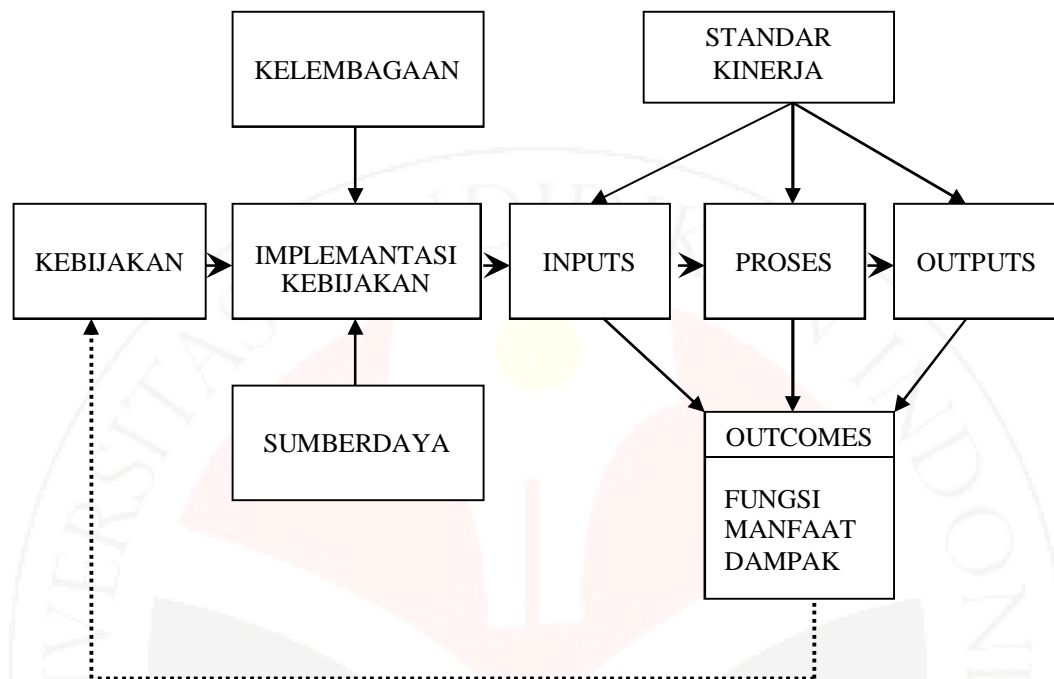 STANDAR
KINERJA
KELEMBAGAAN
KEBIJAKAN
IMPLEMANTASI
KEBIJAKAN
INPUTS
PROSES
OUTPUTS
SUMBERDAYA
OUTCOMES
FUNGSI
MANFAAT
DAMPAK